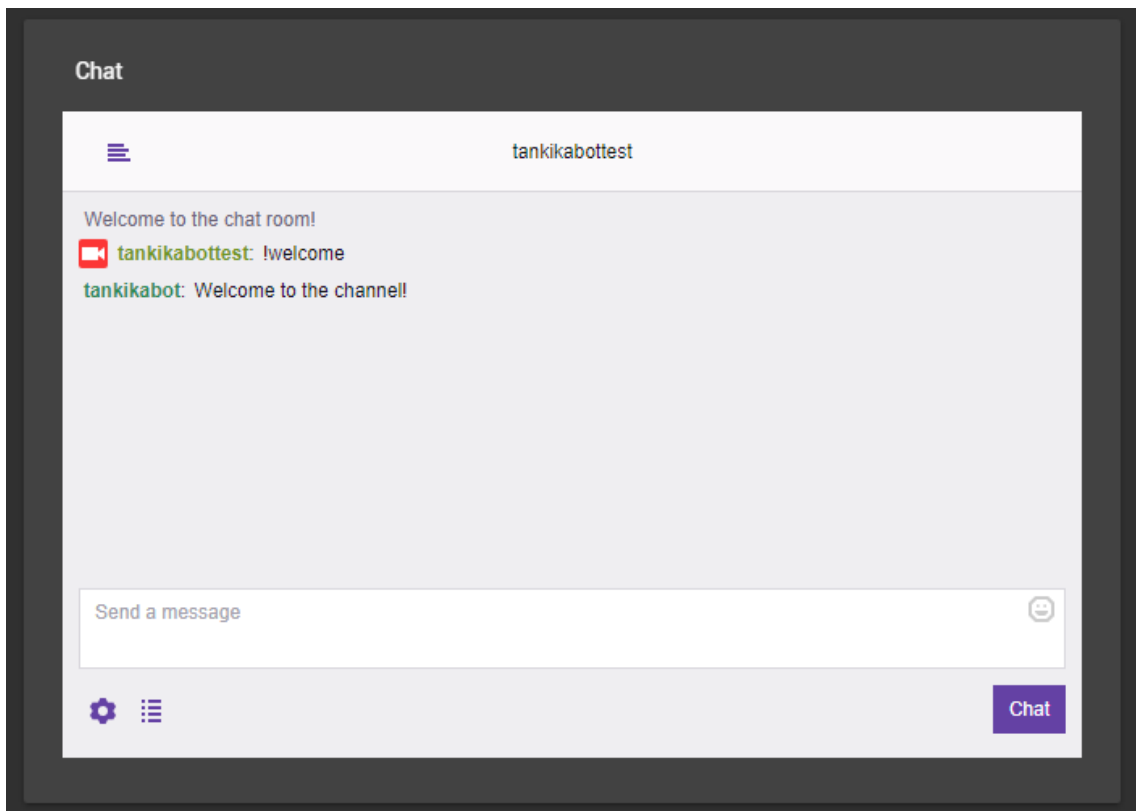 Chat
tankikabottest
Welcome to the chat room!
tankikabottest: !welcome
tankikabot: Welcome to the channel!
Send a message
Chat